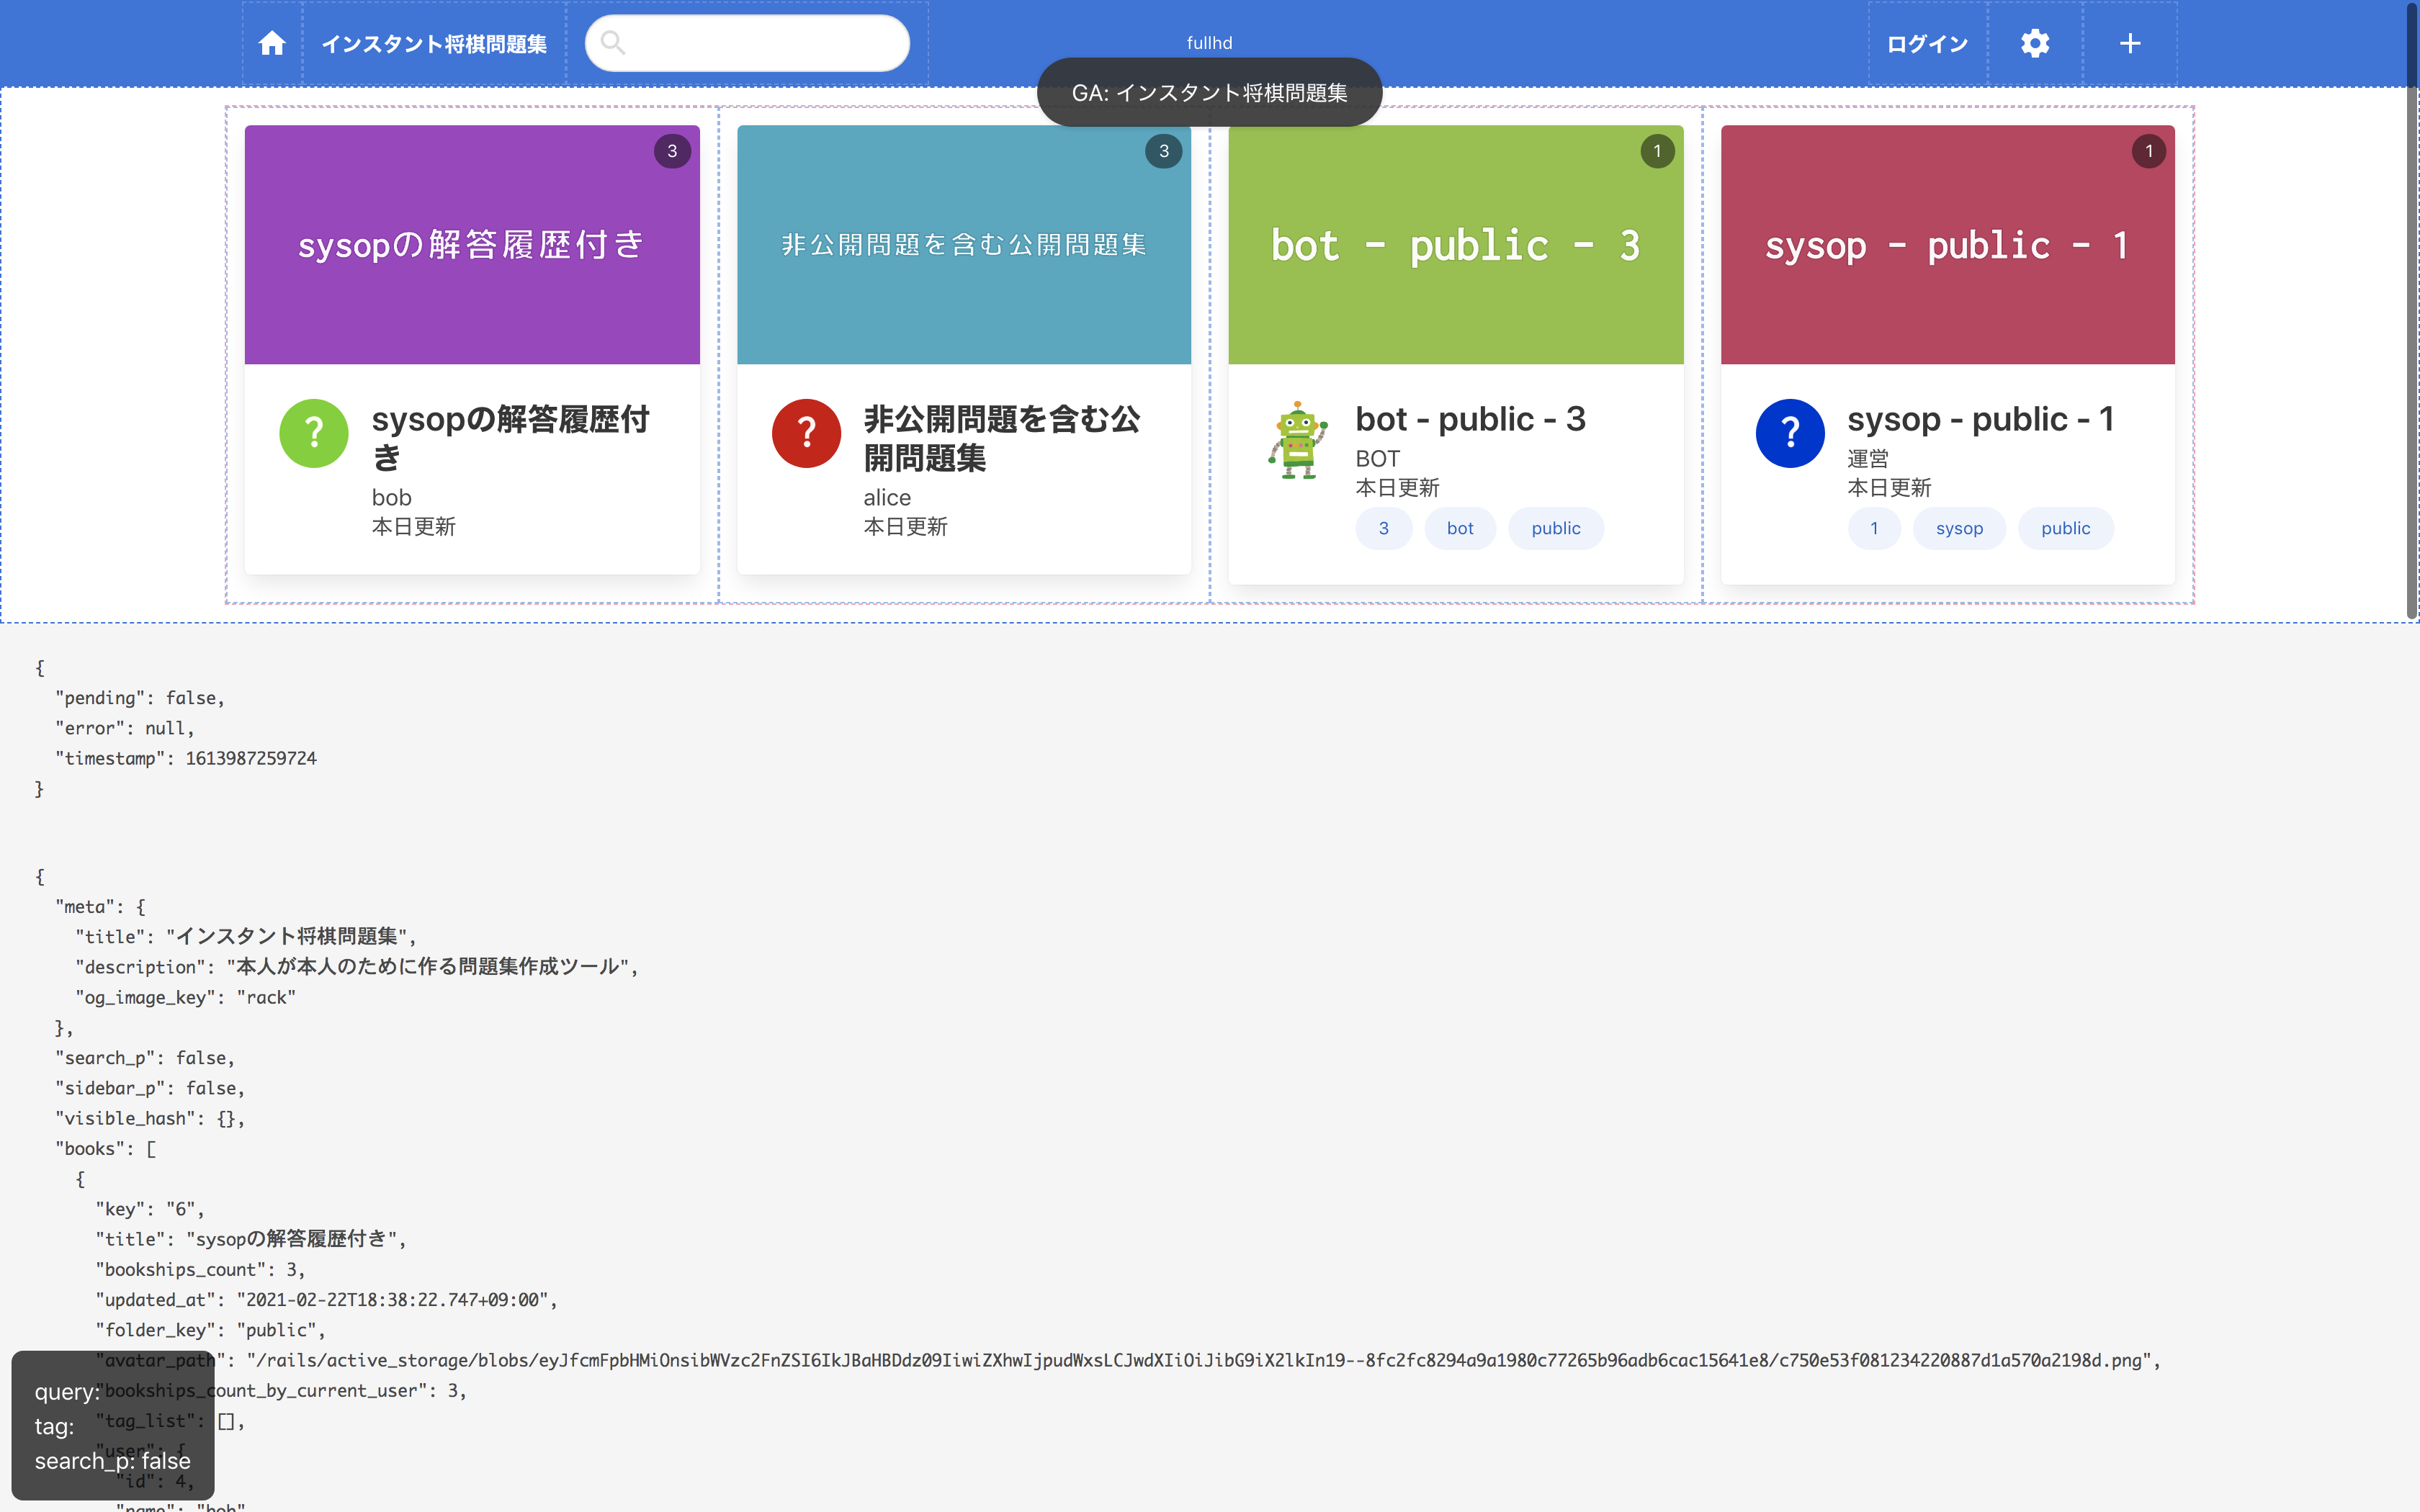 インスタント将棋問題集
fullhd
ログイン
GA: インスタント将棋問題集
3
sysopの解答履歴付き
?
sysopの解答履歴付
き
bob
本日更新
3
非公開問題を含む公開問題集
?
非公開問題を含む公
開問題集
alice
本日更新
1
bot - public - 3
bot - public - 3
BOT
本日更新
3 bot public
1
sysop - public - 1
?
sysop - public - 1
運営
本日更新
1 sysop public
{
"pending": false,
"error": null,
"timestamp": 1613987259724
}
{
"meta": {
"title": "インスタント将棋問題集",
"description": "本人が本人のために作る問題集作成ツール",
"og_image_key": "rack"
},
"search_p": false,
"sidebar_p": false,
"visible_hash": {},
"books": [
{
"key": "6",
"title": "sysopの解答履歴付き",
"bookships_count": 3,
"updated_at": "2021-02-22T18:38:22.747+09:00",
"folder_key": "public",
"avatar_path": "/rails/active_storage/blobs/eyJfcmFpbHMiOnsibWVzc2FnZSI6IkJBaHBDdz09IiwiZXhwIjpudWxsLCJwdXIiOiJibG9iX2lkIn19--8fc2fc8294a9a1980c77265b96adb6cac15641e8/c750e53f081234220887d1a570a2198d.png",
"bookships_count_by_current_user": 3,
"tag_list": [],
"user": {
"id": 4,
"name": "bob"
query:
tag:
search_p: false